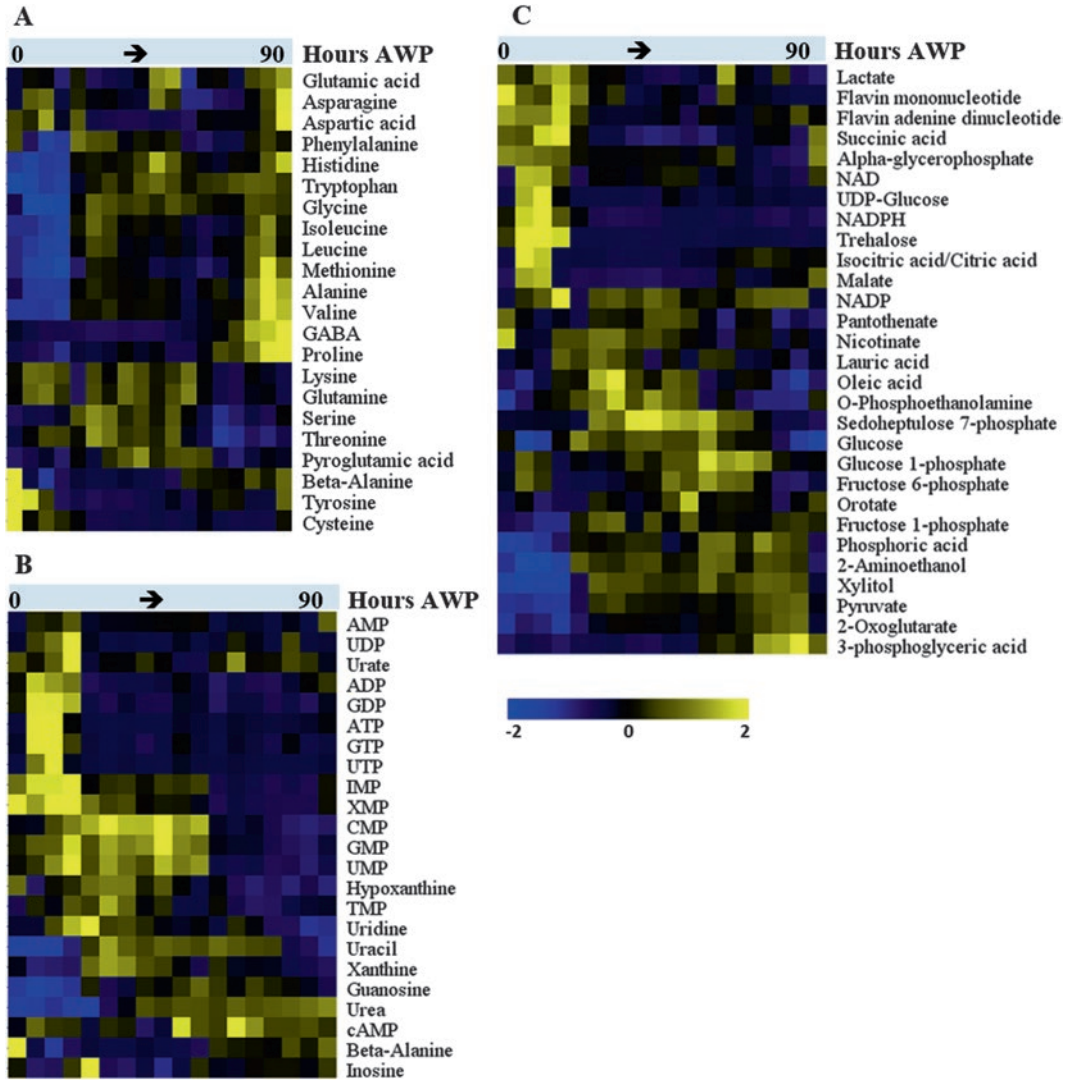 A
0 → 90 Hours AWP
Glutamic acid
Asparagine
Aspartic acid
Phenylalanine
Histidine
Tryptophan
Glycine
Isoleucine
Leucine
Methionine
Alanine
Valine
GABA
Proline
Lysine
Glutamine
Serine
Threonine
Pyroglutamic acid
Beta-Alanine
Tyrosine
Cysteine
B
0 → 90 Hours AWP
AMP
UDP
Urate
ADP
GDP
ATP
GTP
UTP
IMP
XMP
CMP
GMP
UMP
Hypoxanthine
TMP
Uridine
Uracil
Xanthine
Guanosine
Urea
cAMP
Beta-Alanine
Inosine
C
0 → 90 Hours AWP
Lactate
Flavin mononucleotide
Flavin adenine dinucleotide
Succinic acid
Alpha-glycerophosphate
NAD
UDP-Glucose
NADPH
Trehalose
Isocitric acid/Citric acid
Malate
NADP
Pantothenate
Nicotinate
Lauric acid
Oleic acid
O-Phosphoethanolamine
Sedoheptulose 7-phosphate
Glucose
Glucose 1-phosphate
Fructose 6-phosphate
Orotate
Fructose 1-phosphate
Phosphoric acid
2-Aminoethanol
Xylitol
Pyruvate
2-Oxoglutarate
3-phosphoglyceric acid
-2 0 2